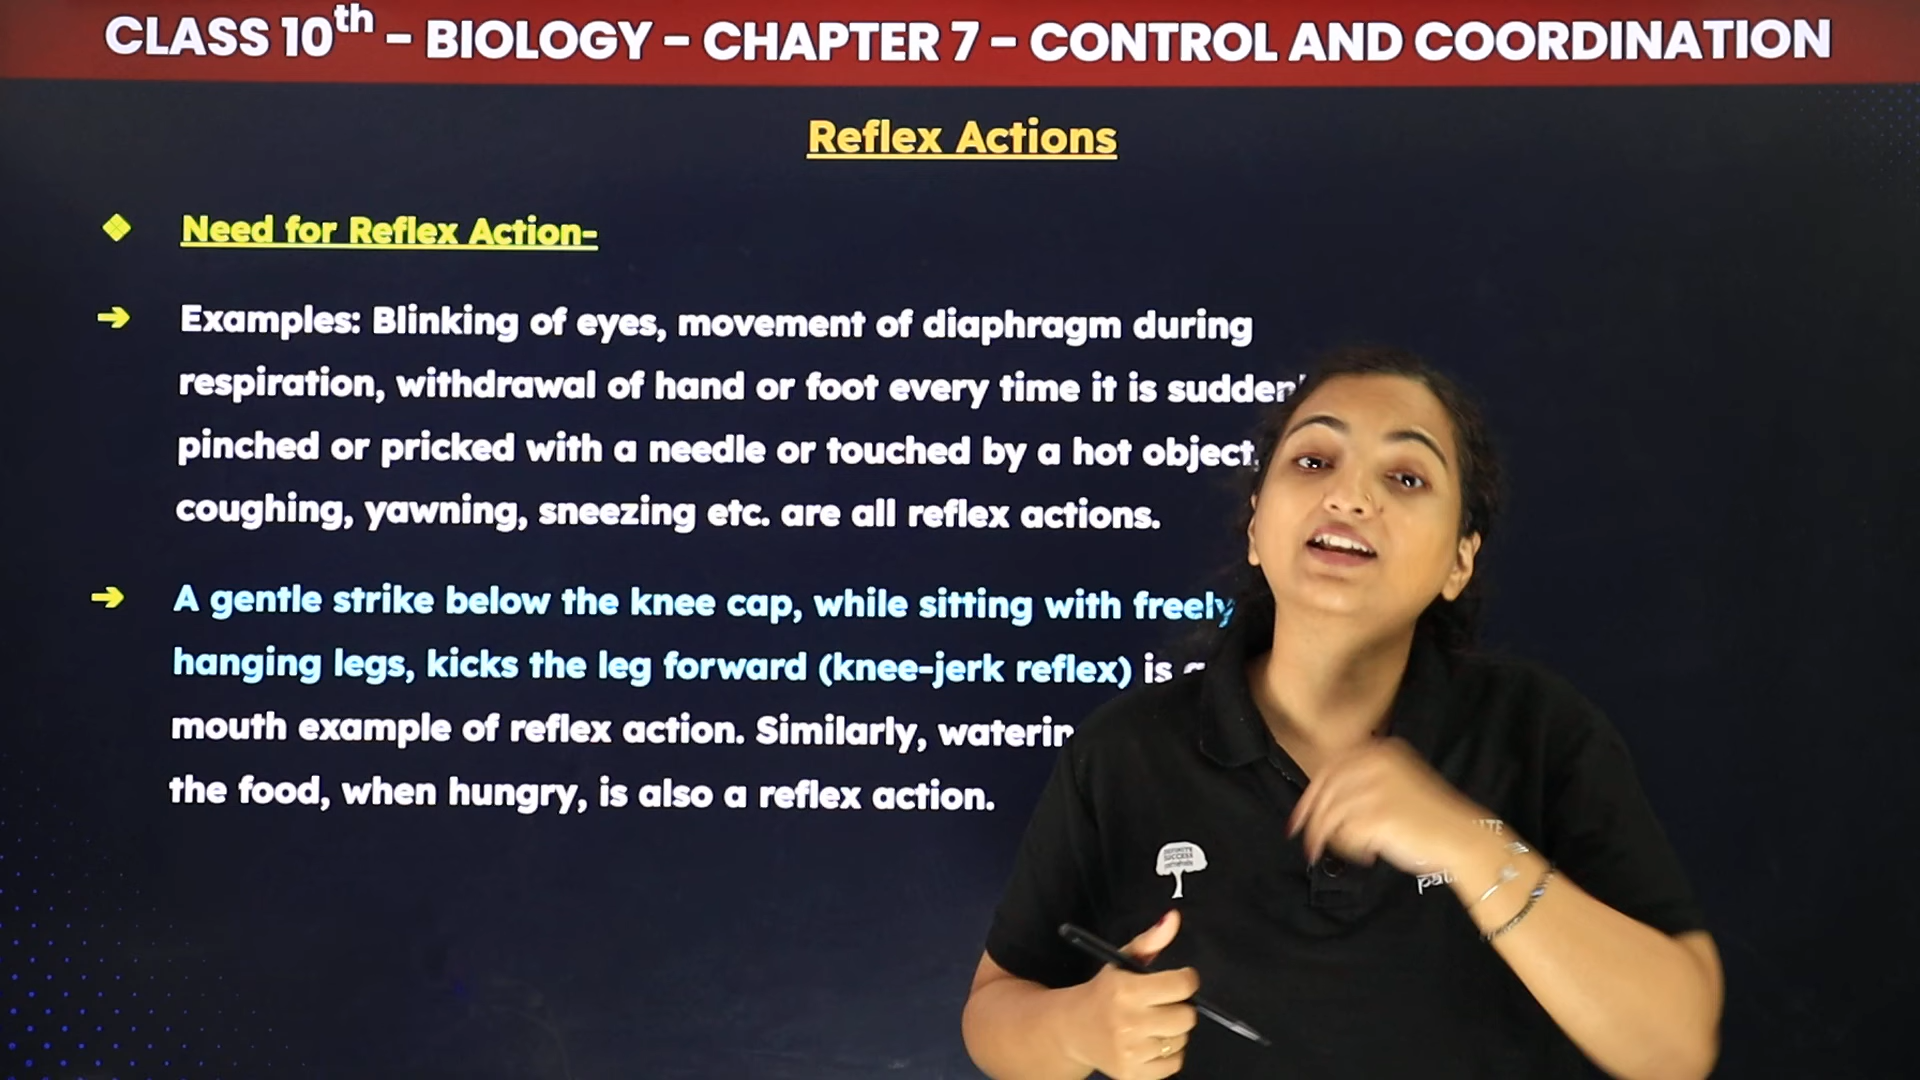 CLASS 10th - BIOLOGY - CHAPTER 7 - CONTROL AND COORDINATION
Reflex Actions
Need for Reflex Action-
Examples: Blinking of eyes, movement of diaphragm during
respiration, withdrawal of hand or foot every time it is
pinched or pricked with a needle or touched by a hot object,
coughing, yawning, sneezing etc. are all reflex actions.
A gentle strike below the knee cap, while sitting with freely
hanging legs, kicks the leg forward (knee-jerk reflex) is
mouth example of reflex action. Similarly,
the food, when hungry, is also a reflex action.
DEFINITE
SUCCESS